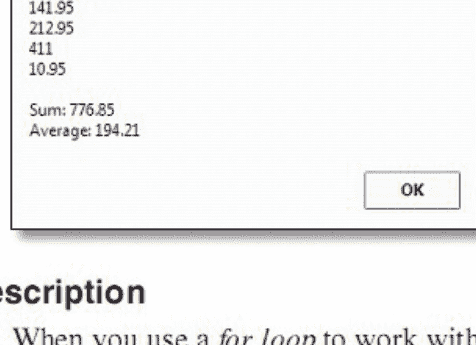 141.95
212.95
411
10.95
Sum: 776.85
Average: 194.21
OK
escription
When you use a for loop to work with